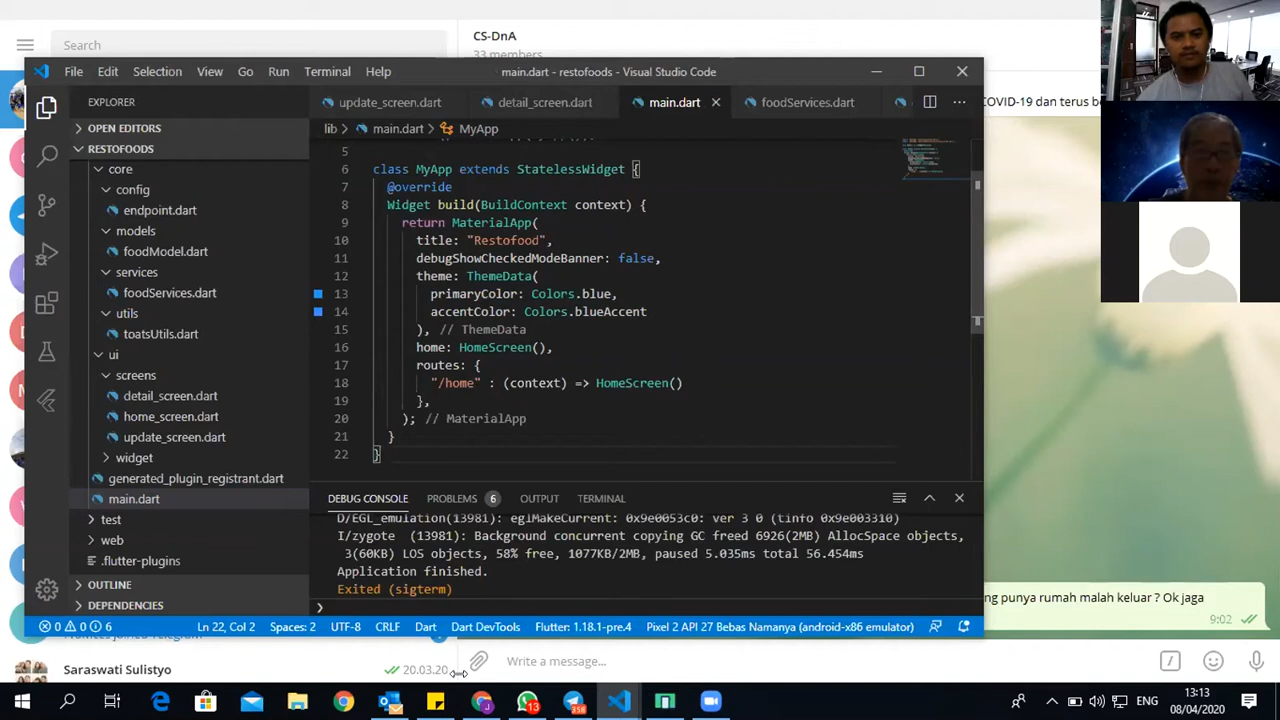 Search
CS-DnA
33 members
File Edit Selection View Go Run Terminal Help
main.dart - restofoods - Visual Studio Code
EXPLORER
OPEN EDITORS
RESTOFOODS
core
config
endpoint.dart
models
foodModel.dart
services
foodServices.dart
utils
toatsUtils.dart
ui
screens
detail_screen.dart
home_screen.dart
update_screen.dart
widget
generated_plugin_registrant.dart
main.dart
test
web
.flutter-plugins
OUTLINE
DEPENDENCIES
update_screen.dart detail_screen.dart main.dart foodServices.dart
lib > main.dart > MyApp
5
6 class MyApp extends StatelessWidget {
7 @override
8 Widget build(BuildContext context) {
9 return MaterialApp(
10 title: "Restofood",
11 debugShowCheckedModeBanner: false,
12 theme: ThemeData(
13 primaryColor: Colors.blue,
14 accentColor: Colors.blueAccent
15 ), // ThemeData
16 home: HomeScreen(),
17 routes: {
18 "/home" : (context) => HomeScreen()
19 },
20 ); // MaterialApp
21 }
22 }
DEBUG CONSOLE PROBLEMS 6 OUTPUT TERMINAL
D/EGL_emulation(13981): eglMakeCurrent: 0x9e0053c0: ver 3 0 (tinfo 0x9e003310)
I/zygote (13981): Background concurrent copying GC freed 6926(2MB) AllocSpace objects,
3(60KB) LOS objects, 58% free, 1077KB/2MB, paused 5.035ms total 56.454ms
Application finished.
Exited (sigterm)
0 0 6 Ln 22, Col 2 Spaces: 2 UTF-8 CRLF Dart Dart DevTools Flutter: 1.18.1-pre.4 Pixel 2 API 27 Bebas Namanya (android-x86 emulator)
COVID-19 dan terus
punya rumah malah keluar ? Ok jaga
9:02
joined Telegram
Saraswati Sulistyo 20.03.20
Write a message...
13
858
ENG
13:13
08/04/2020